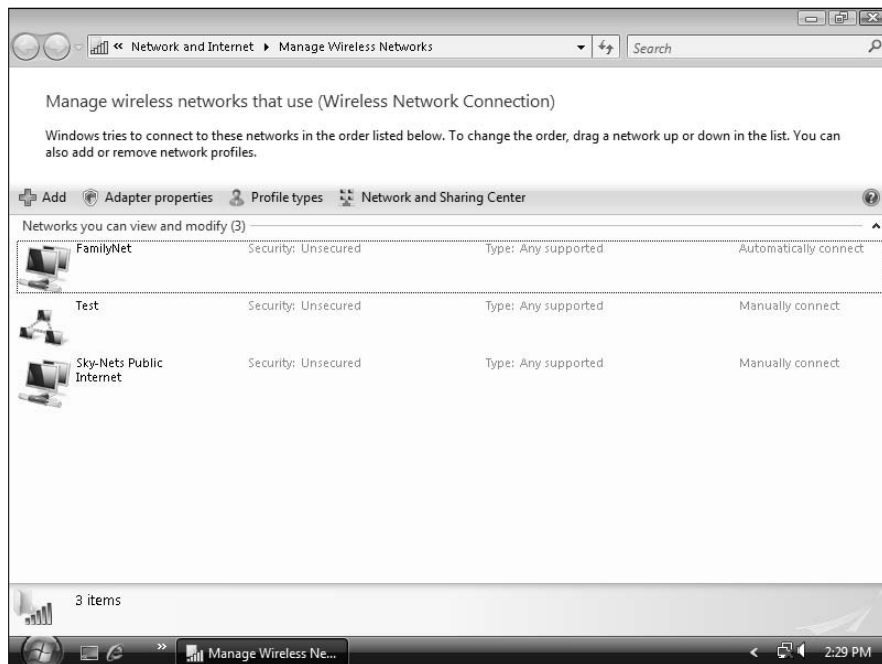 « Network and Internet ▸ Manage Wireless Networks Search
Manage wireless networks that use (Wireless Network Connection)
Windows tries to connect to these networks in the order listed below. To change the order, drag a network up or down in the list. You can
also add or remove network profiles.
Add Adapter properties Profile types Network and Sharing Center
Networks you can view and modify (3)
FamilyNet Security: Unsecured Type: Any supported Automatically connect
Test Security: Unsecured Type: Any supported Manually connect
Sky-Nets Public Security: Unsecured Type: Any supported Manually connect
Internet
3 items
» Manage Wireless Ne... < 2:29 PM